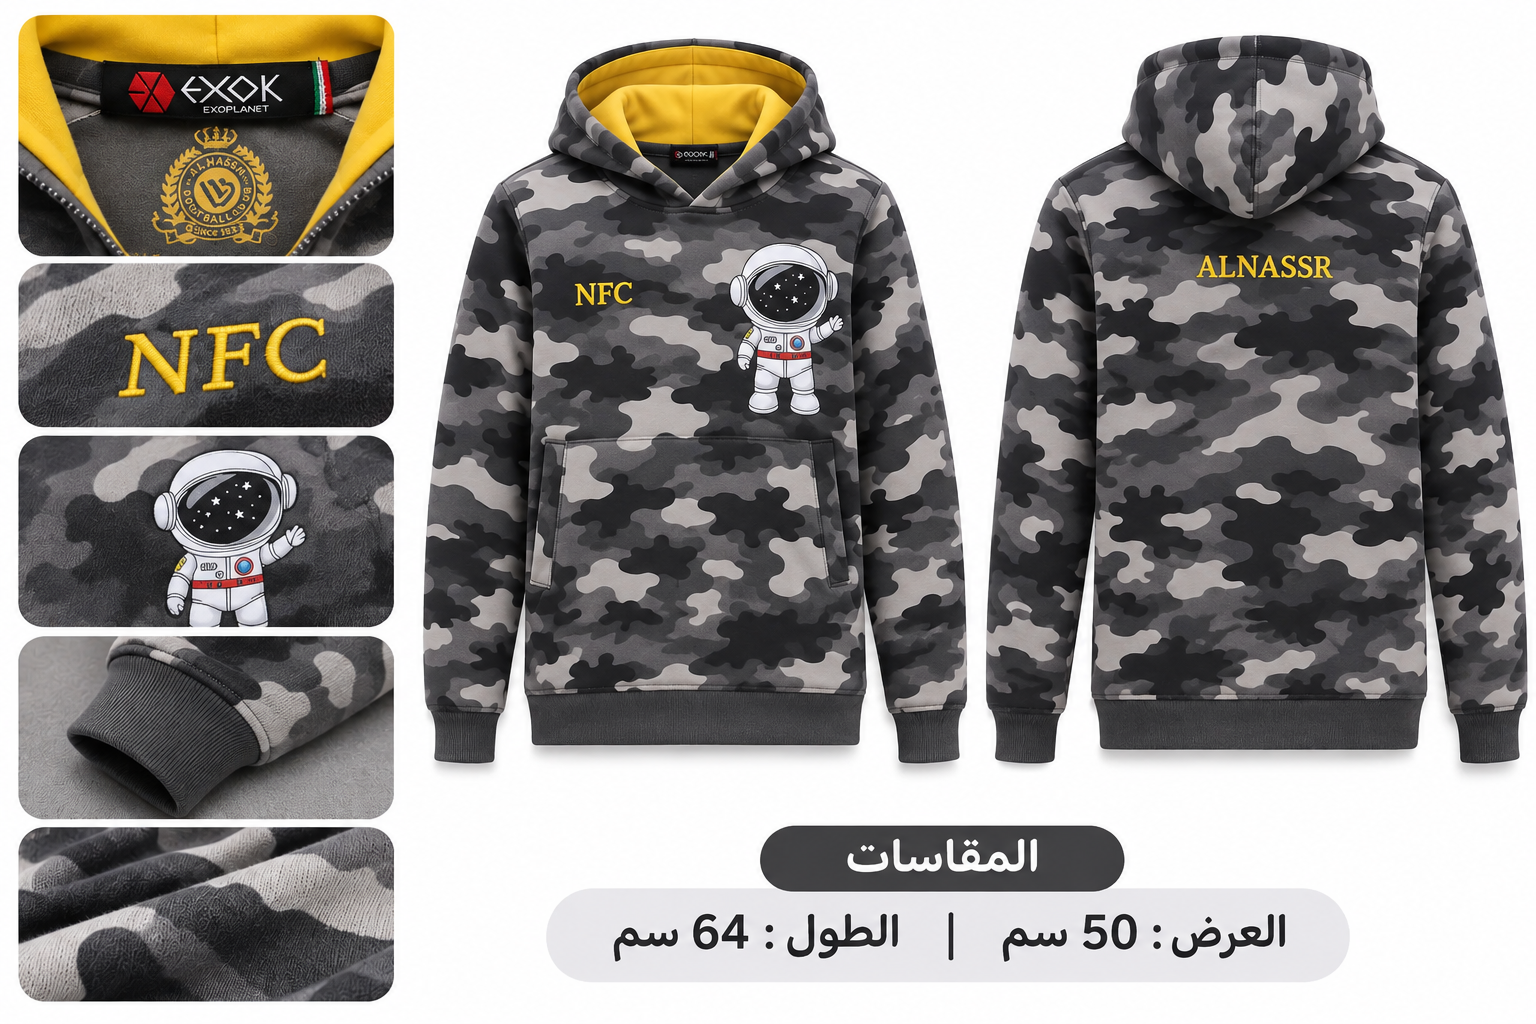 EXOK
EXOPLANET
NFC
NFC
ALNASSR
المقاسات
العرض : 50 سم | الطول : 64 سم